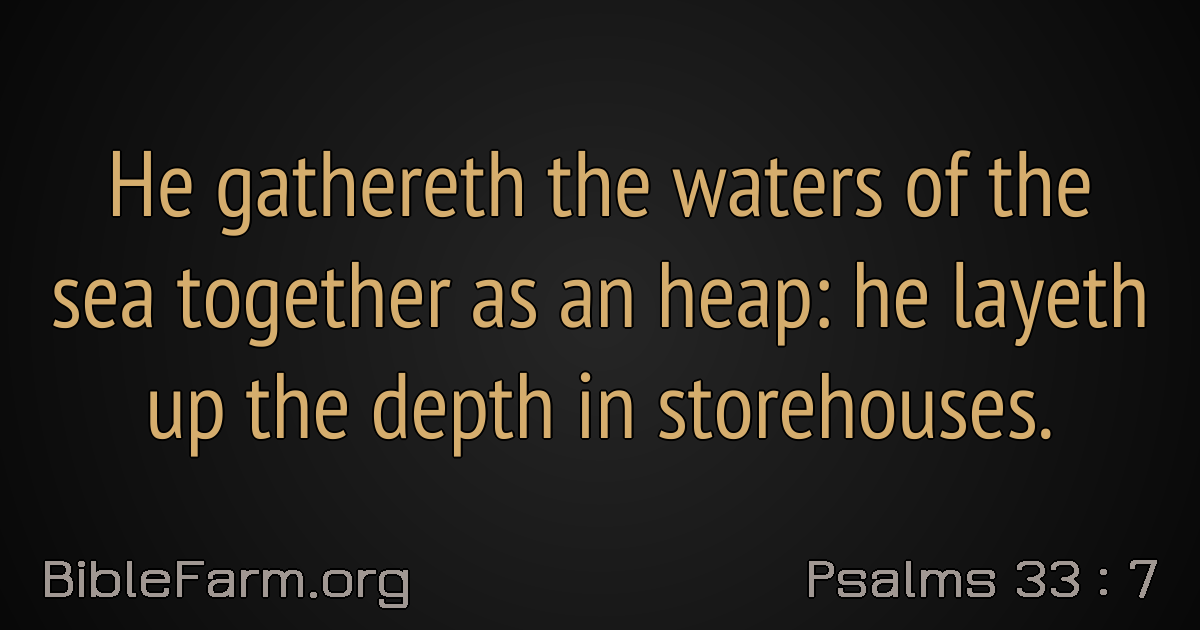 He gathereth the waters of the
sea together as an heap: he layeth
up the depth in storehouses.
BibleFarm.org
Psalms 33 : 7